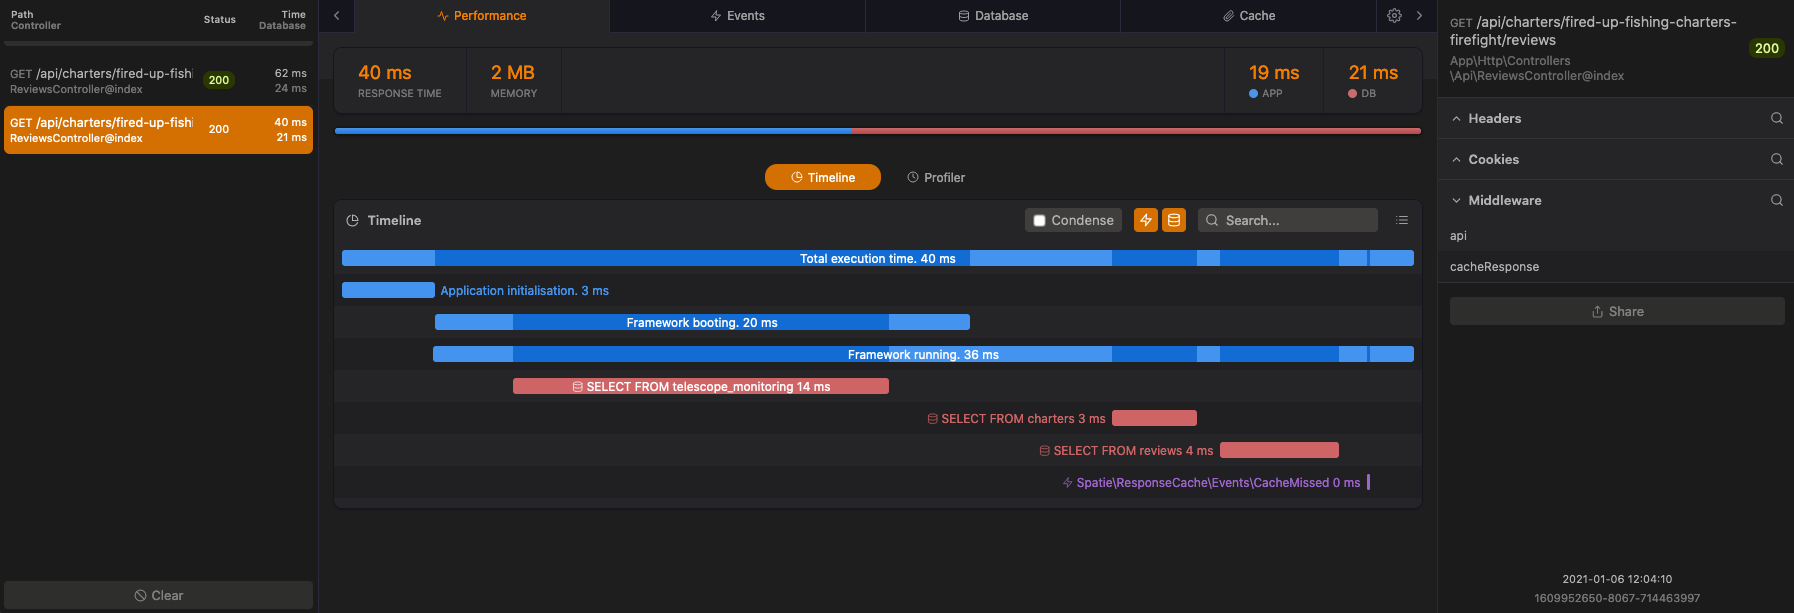 Path
Controller
Status
Time
Database
GET /api/charters/fired-up-fishi
ReviewsController@index
200
62 ms
24 ms
GET /api/charters/fired-up-fishi
ReviewsController@index
200
40 ms
21 ms
Clear
Performance
Events
Database
Cache
40 ms
RESPONSE TIME
2 MB
MEMORY
19 ms
APP
21 ms
DB
Timeline
Profiler
Timeline
Condense
Search...
Total execution time. 40 ms
Application initialisation. 3 ms
Framework booting. 20 ms
Framework running. 36 ms
SELECT FROM telescope_monitoring 14 ms
SELECT FROM charters 3 ms
SELECT FROM reviews 4 ms
Spatie\ResponseCache\Events\CacheMissed 0 ms
GET /api/charters/fired-up-fishing-charters-
firefight/reviews
200
App\Http\Controllers
\Api\ReviewsController@index
Headers
Cookies
Middleware
api
cacheResponse
Share
2021-01-06 12:04:10
1609952650-8067-714463997